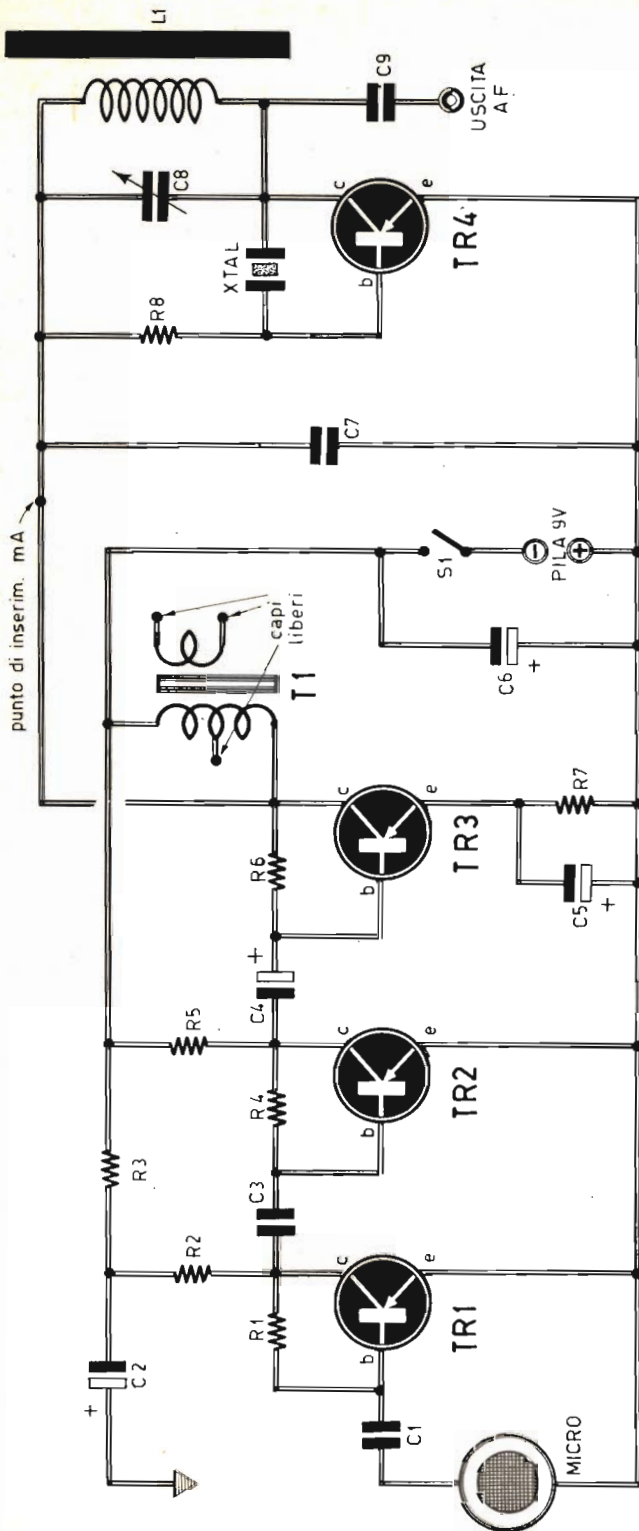 punto di inserim. mA
L1
C8
C9
USCITA
A.F.
XTAL
R8
c
b
e
TR4
C7
S1
PILA 9V
-
+
C6
+
capi
liberi
T1
R6
c
b
e
TR3
R7
C5
+
+
C4
R5
R4
c
b
e
TR2
R3
C3
R2
R1
c
b
e
TR1
+
C2
C1
MICRO